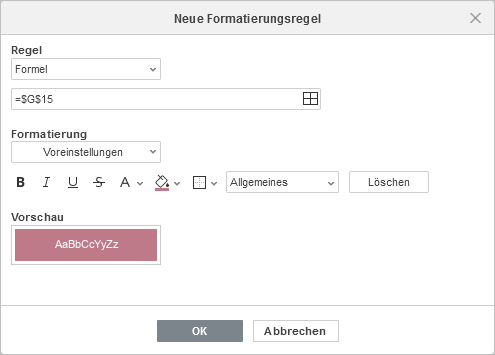 Neue Formatierungsregel
Regel
Formel
=$G$15
Formatierung
Voreinstellungen
B I U S A Allgemeines Löschen
Vorschau
AaBbCcYyZz
OK Abbrechen